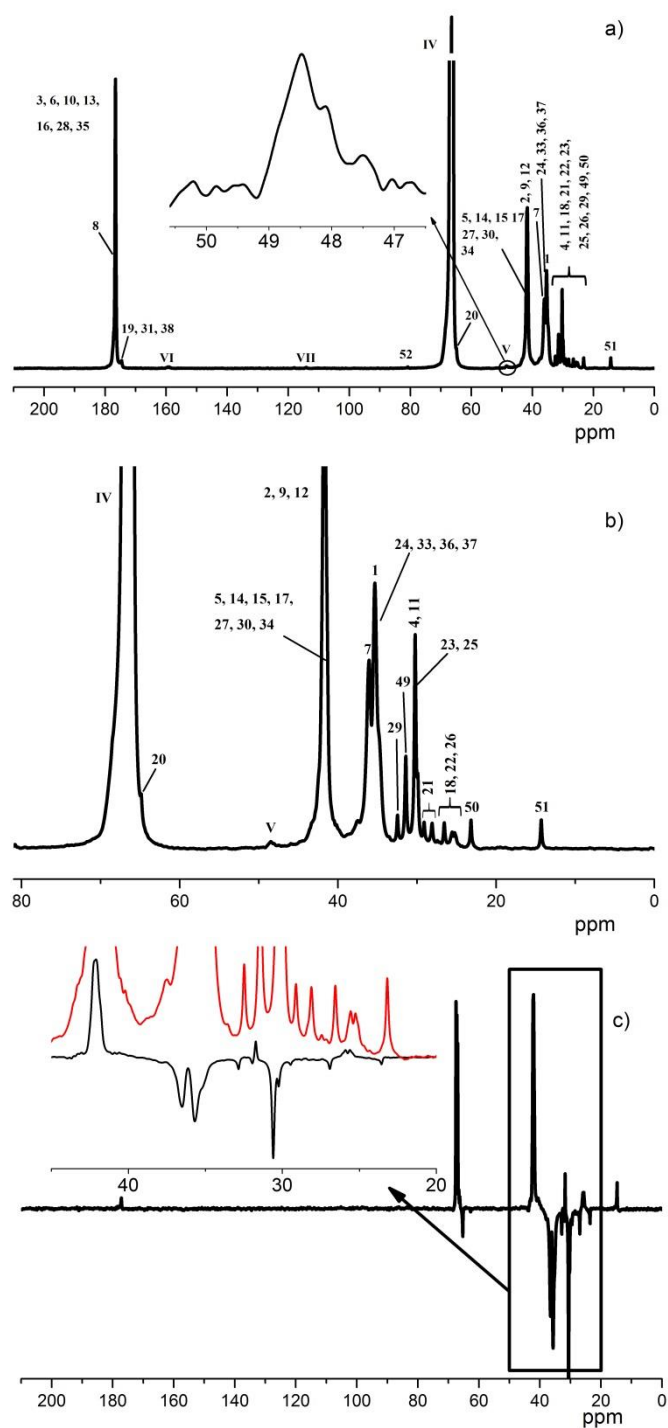 a)
IV
3, 6, 10, 13,
16, 28, 35
8
19, 31, 38
VI
VII
52
20
V
50 49 48 47
5, 14, 15 17
27, 30,
34
2, 9, 12
7
24, 33, 36, 37
1
4, 11, 18, 21, 22, 23,
25, 26, 29, 49, 50
51
200 180 160 140 120 100 80 60 40 20 0
ppm
b)
IV
2, 9, 12
24, 33, 36, 37
5, 14, 15, 17,
27, 30, 34
1
7
4, 11
23, 25
49
29
21
18, 22, 26
20
V
50
51
80 60 40 20 0
ppm
c)
40 30 20
200 180 160 140 120 100 80 60 40 20 0
ppm